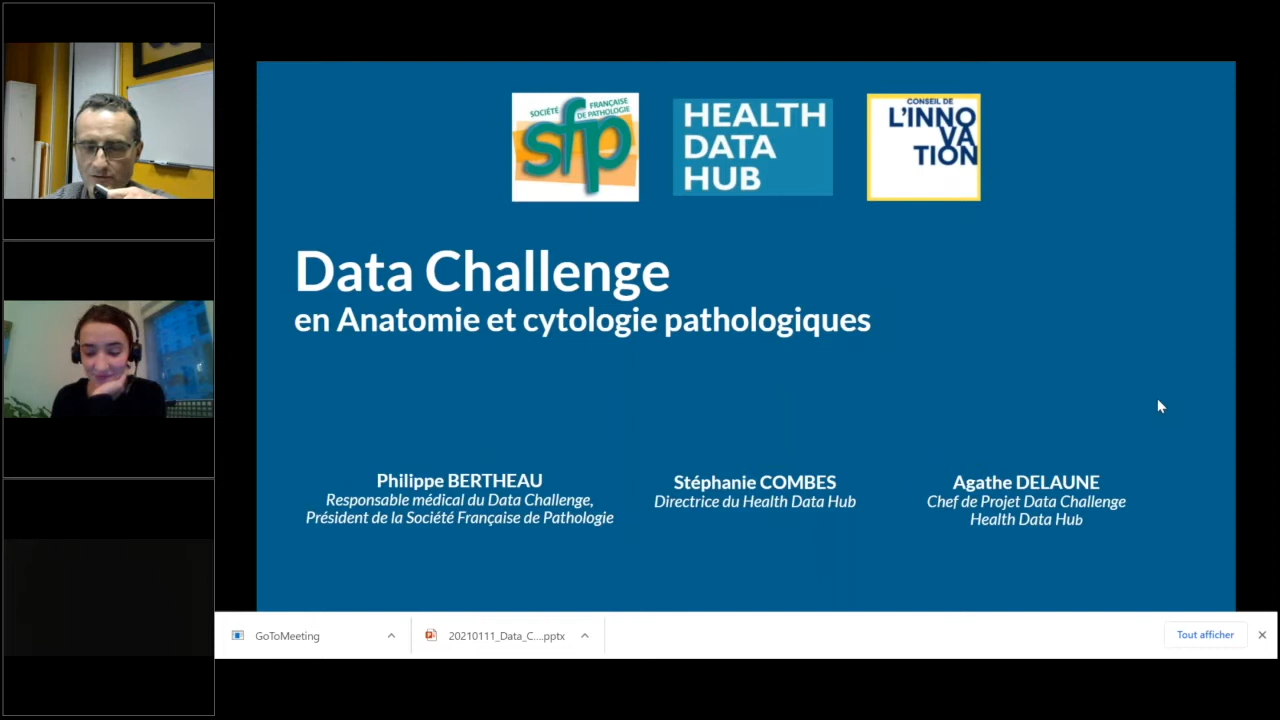 SOCIÉTÉ FRANÇAISE
DE PATHOLOGIE
sfp
HEALTH
DATA
HUB
CONSEIL DE
L'INNO
VA
TION
Data Challenge
en Anatomie et cytologie pathologiques
Philippe BERTHEAU
Responsable médical du Data Challenge,
Président de la Société Française de Pathologie
Stéphanie COMBES
Directrice du Health Data Hub
Agathe DELAUNE
Chef de Projet Data Challenge
Health Data Hub
GoToMeeting
20210111_Data_C....pptx
Tout afficher